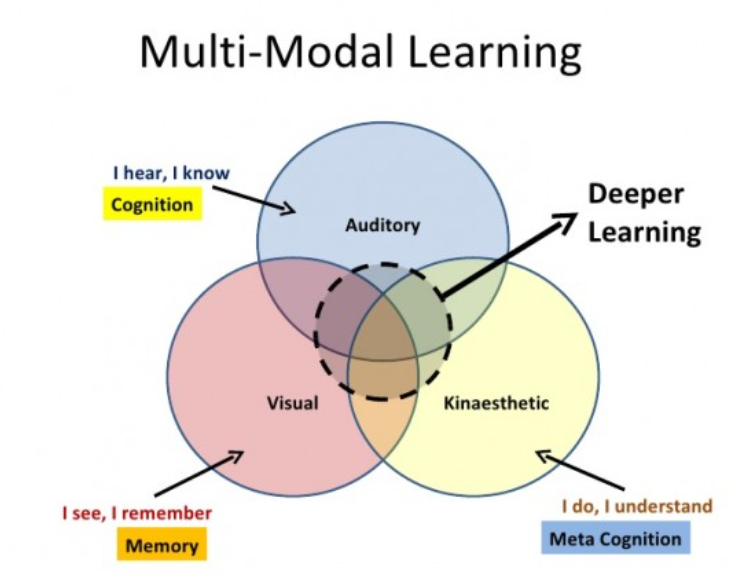 Multi-Modal Learning
I hear, I know
Cognition
Auditory
Deeper
Learning
Visual
Kinaesthetic
I see, I remember
Memory
I do, I understand
Meta Cognition